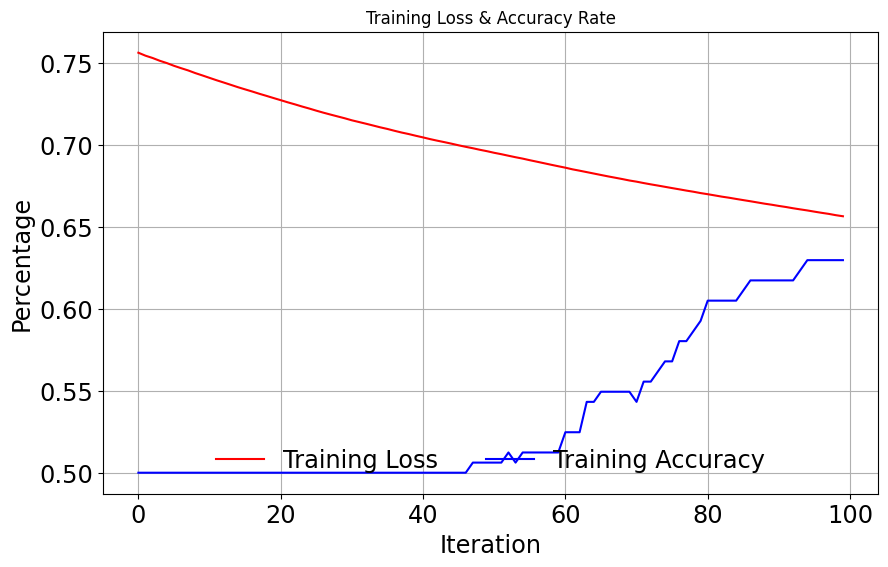 Training Loss & Accuracy Rate
0.75
0.70
0.65
0.60
0.55
0.50
Percentage
Training Loss Training Accuracy
0 20 40 60 80 100
Iteration